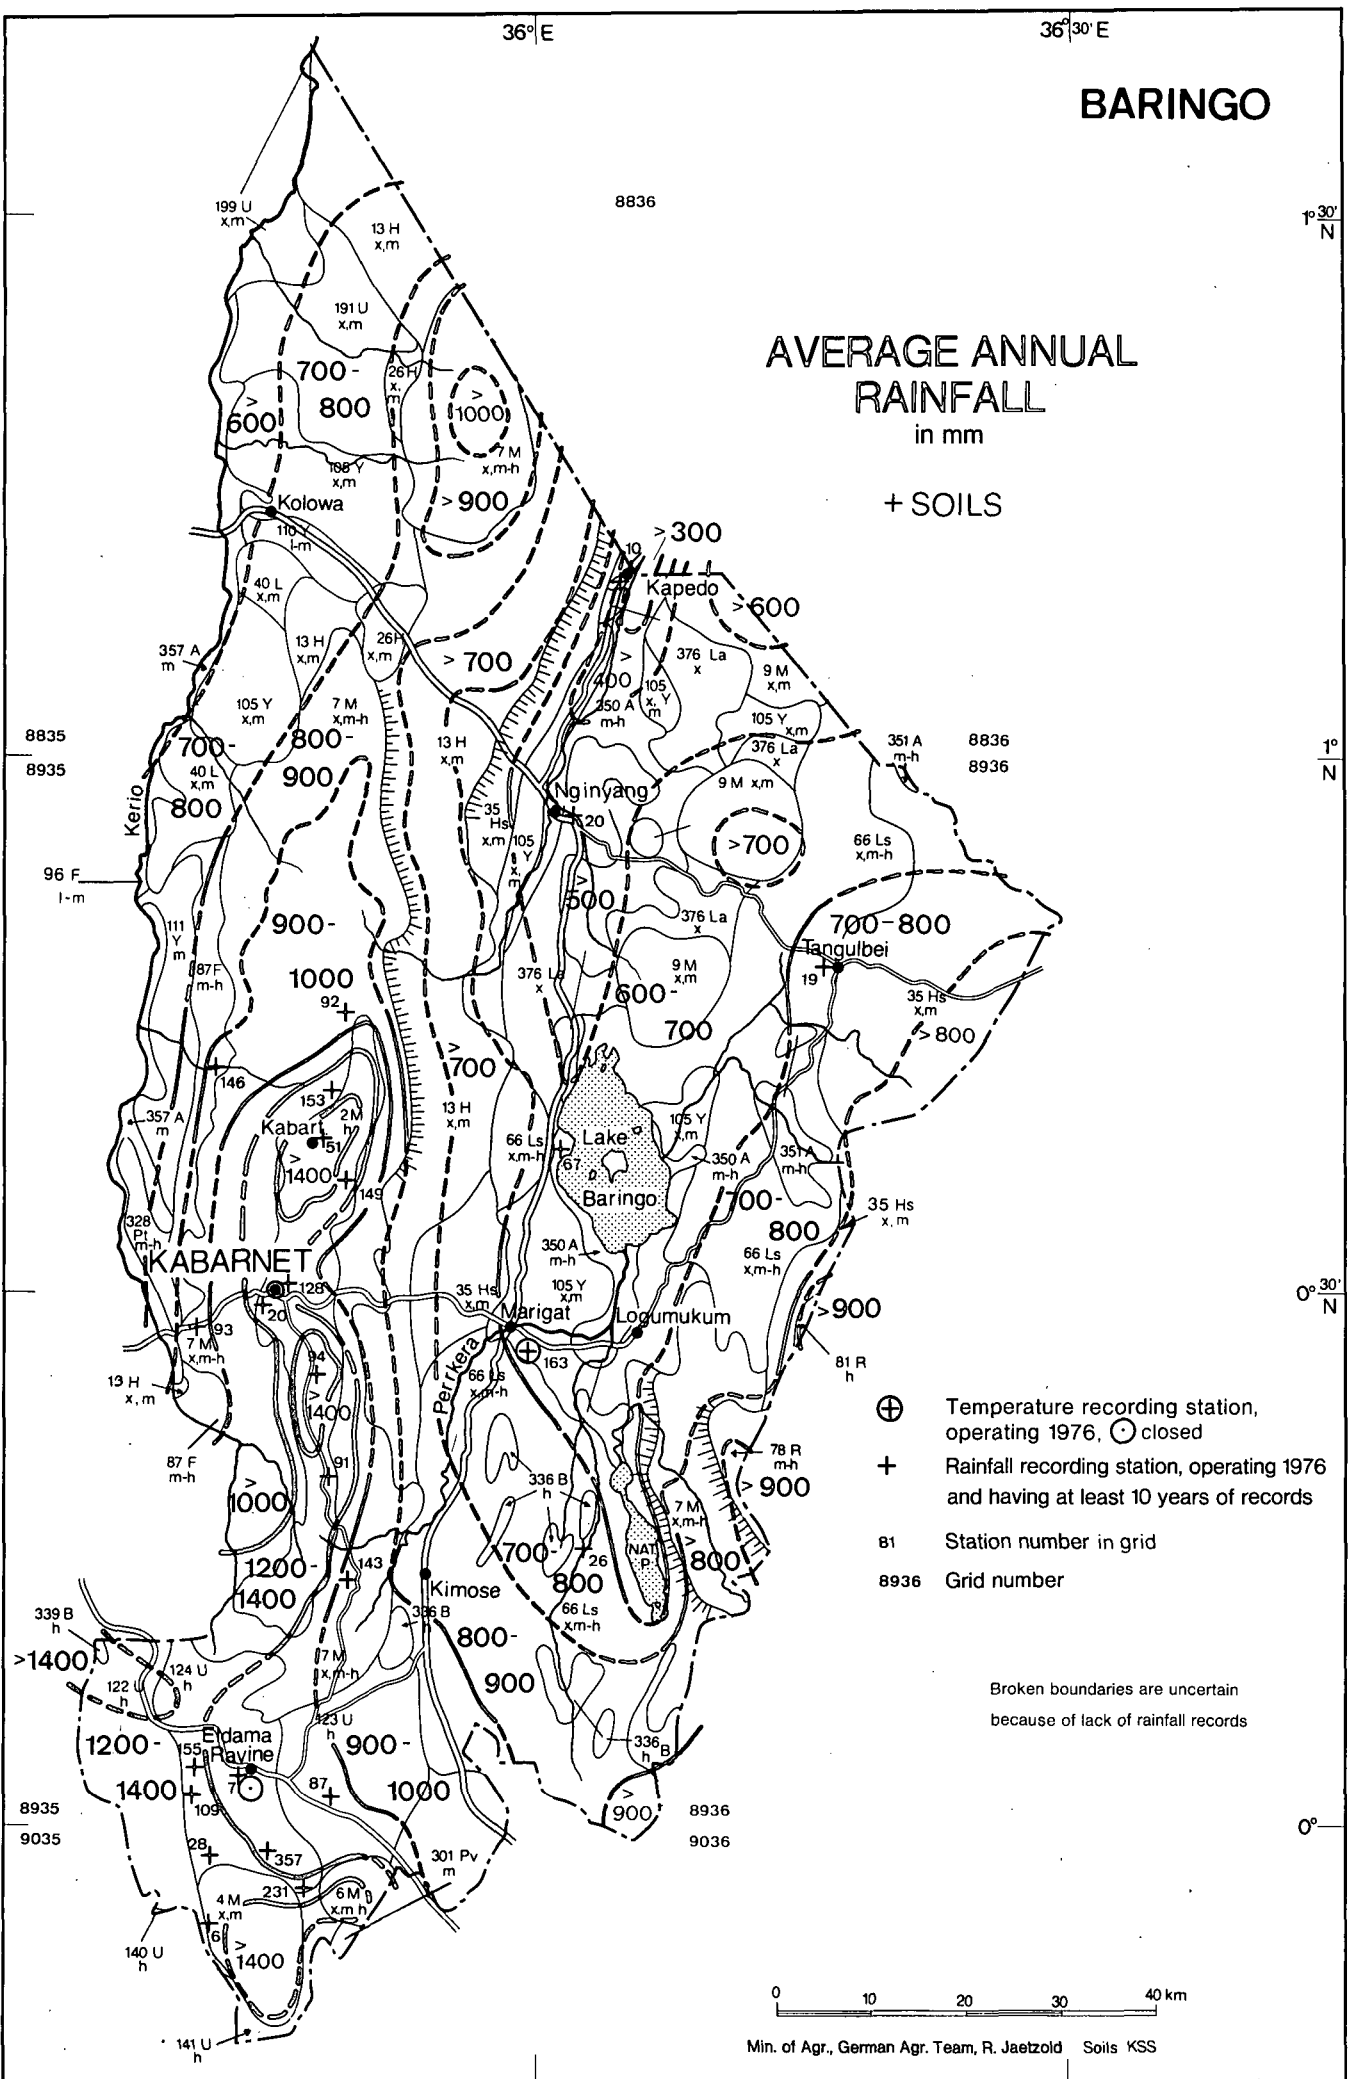 36° E
36° 30' E
BARINGO
8836
1° 30'
N
199 U
x,m
13 H
x,m
191 U
x,m
AVERAGE ANNUAL
RAINFALL
in mm
+ SOILS
700-
800
26 H
x,
m
>
600
>
1000
7 M
x,m-h
105 Y
x,m
> 900
Kolowa
110 Y
l-m
> 300
10
Kapedo
> 600
40 L
x,m
13 H
x,m
26 H
x,m
357 A
m
> 700
>
400
376 La
x
9 M
x,m
105 Y
x,m
7 M
x,m-h
350 A
m-h
105
x, Y
m
105 Y
x,m
8835
8935
700-
800
800-
900
13 H
x,m
376 La
x
351 A
m-h
8836
8936
1°
N
40 L
x,m
9 M x,m
Kerio
Nginyang
20
35
Hs
x,m
105
Y
x,m
> 700
66 Ls
x,m-h
96 F
l-m
>
500
111
Y
m
900-
1000
376 La
x
700-800
Tangulbei
19
87 F
m-h
376 La
x
9 M
x,m
600-
700
35 Hs
x,m
> 800
92
146
>
700
153
2 M
h
Kabart
51
>
1400
149
357 A
m
13 H
x,m
66 Ls
x,m-h
67
Lake
Baringo
105 Y
x,m
350 A
m-h
351 A
m-h
700-
800
35 Hs
x, m
328
Pt
m-h
KABARNET
128
20
350 A
m-h
105 Y
x,m
66 Ls
x,m-h
35 Hs
x,m
Marigat
Logumukum
163
0° 30'
N
> 900
81 R
h
93
7 M
x,m-h
13 H
x, m
94
>
1400
Perrkera
66 Ls
x,m-h
87 F
m-h
91
>
1000
336 B
h
78 R
m-h
> 900
7 M
x,m-h
Temperature recording station,
operating 1976, closed
+ Rainfall recording station, operating 1976
and having at least 10 years of records
81 Station number in grid
8936 Grid number
700-
800
26
NAT.
P.
>
800
1200-
1400
143
Kimose
336 B
h
66 Ls
x,m-h
339 B
h
> 1400
124 U
h
122 U
h
7 M
x,m-h
800-
900
Broken boundaries are uncertain
because of lack of rainfall records
1200-
1400
Eldama
Ravine
155
7
109
123 U
h
900-
1000
87
336 B
h
>
900
8935
9035
8936
9036
0°
28
357
301 Pv
m
231
4 M
x,m
6 M
x,m h
6
>
1400
140 U
h
141 U
h
0 10 20 30 40 km
Min. of Agr., German Agr. Team, R. Jaetzold Soils KSS